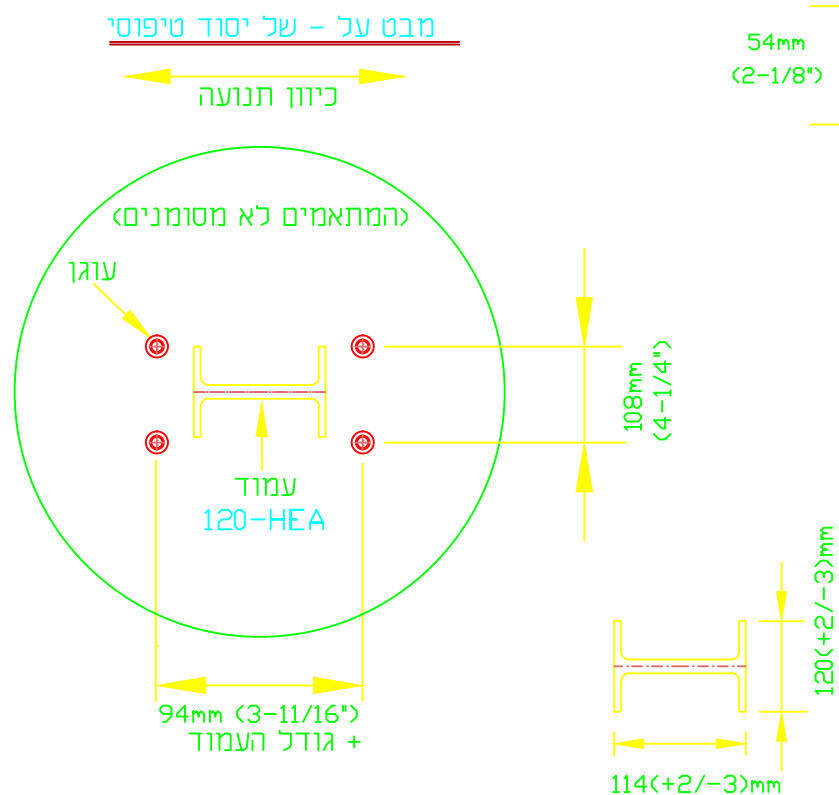 מבט על - של יסוד טיפוסי
כיוון תנועה
(המתאמים לא מסומנים)
עוגן
עמוד
120-HEA
94mm (3-11/16")
+ גודל העמוד
108mm
(4-1/4")
54mm
(2-1/8")
120(+2/-3)mm
114(+2/-3)mm